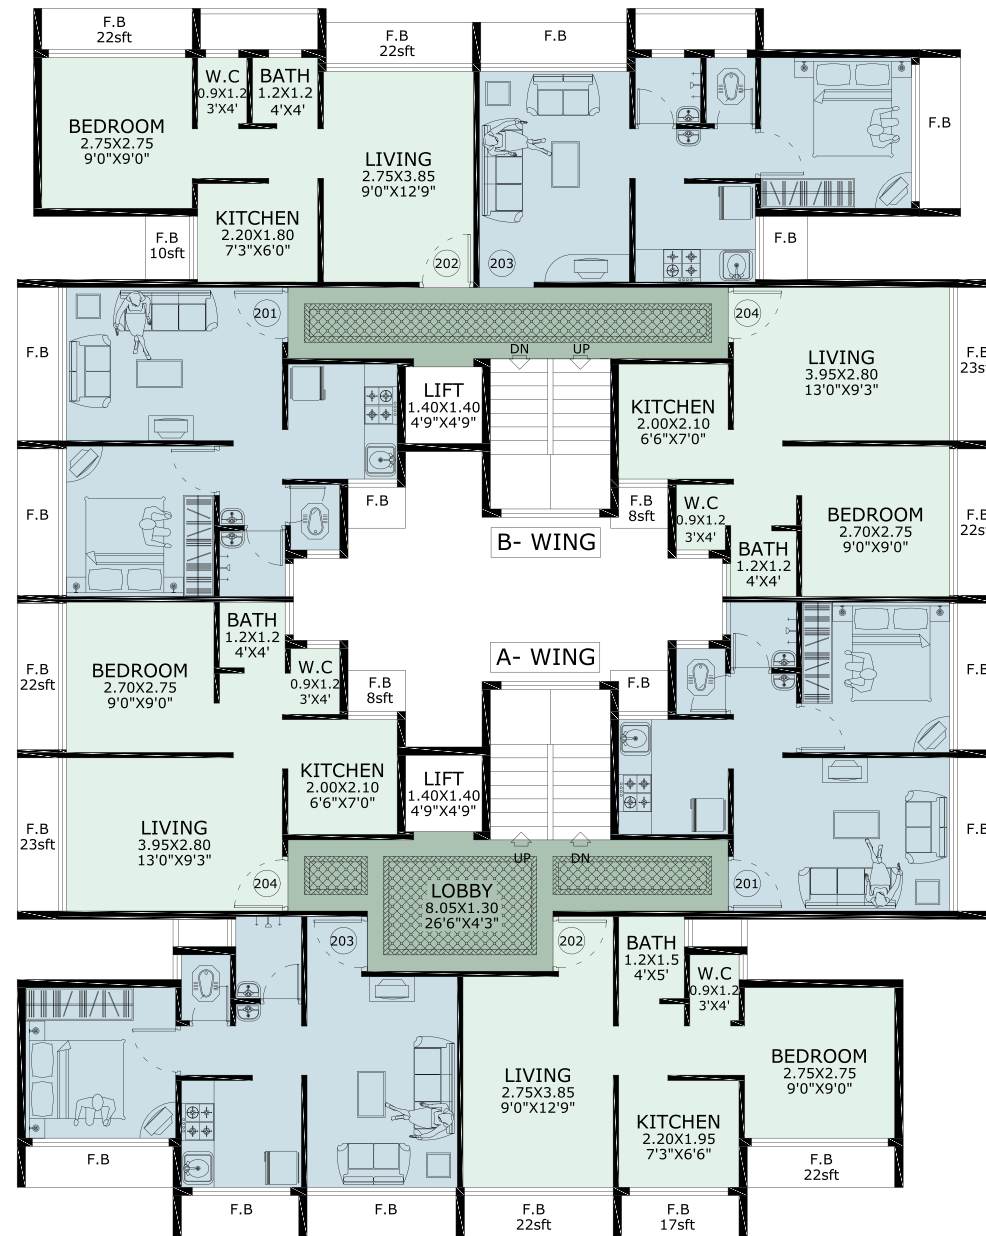 F.B
22sft
F.B
22sft
F.B
W.C
0.9X1.2
3'X4'
BATH
1.2X1.2
4'X4'
BEDROOM
2.75X2.75
9'0"X9'0"
LIVING
2.75X3.85
9'0"X12'9"
F.B
KITCHEN
2.20X1.80
7'3"X6'0"
F.B
10sft
F.B
202
203
201
204
F.B
DN
UP
LIVING
3.95X2.80
13'0"X9'3"
F.B
23sf
LIFT
1.40X1.40
4'9"X4'9"
KITCHEN
2.00X2.10
6'6"X7'0"
F.B
F.B
F.B
8sft
W.C
0.9X1.2
3'X4'
BEDROOM
2.70X2.75
9'0"X9'0"
F.B
22sf
B- WING
BATH
1.2X1.2
4'X4'
BATH
1.2X1.2
4'X4'
A- WING
F.B
22sft
BEDROOM
2.70X2.75
9'0"X9'0"
W.C
0.9X1.2
3'X4'
F.B
8sft
F.B
F.B
KITCHEN
2.00X2.10
6'6"X7'0"
LIFT
1.40X1.40
4'9"X4'9"
F.B
23sft
LIVING
3.95X2.80
13'0"X9'3"
F.B
UP
DN
204
LOBBY
8.05X1.30
26'6"X4'3"
201
203
202
BATH
1.2X1.5
4'X5'
W.C
0.9X1.2
3'X4'
LIVING
2.75X3.85
9'0"X12'9"
BEDROOM
2.75X2.75
9'0"X9'0"
KITCHEN
2.20X1.95
7'3"X6'6"
F.B
F.B
22sft
F.B
F.B
F.B
22sft
F.B
17sft